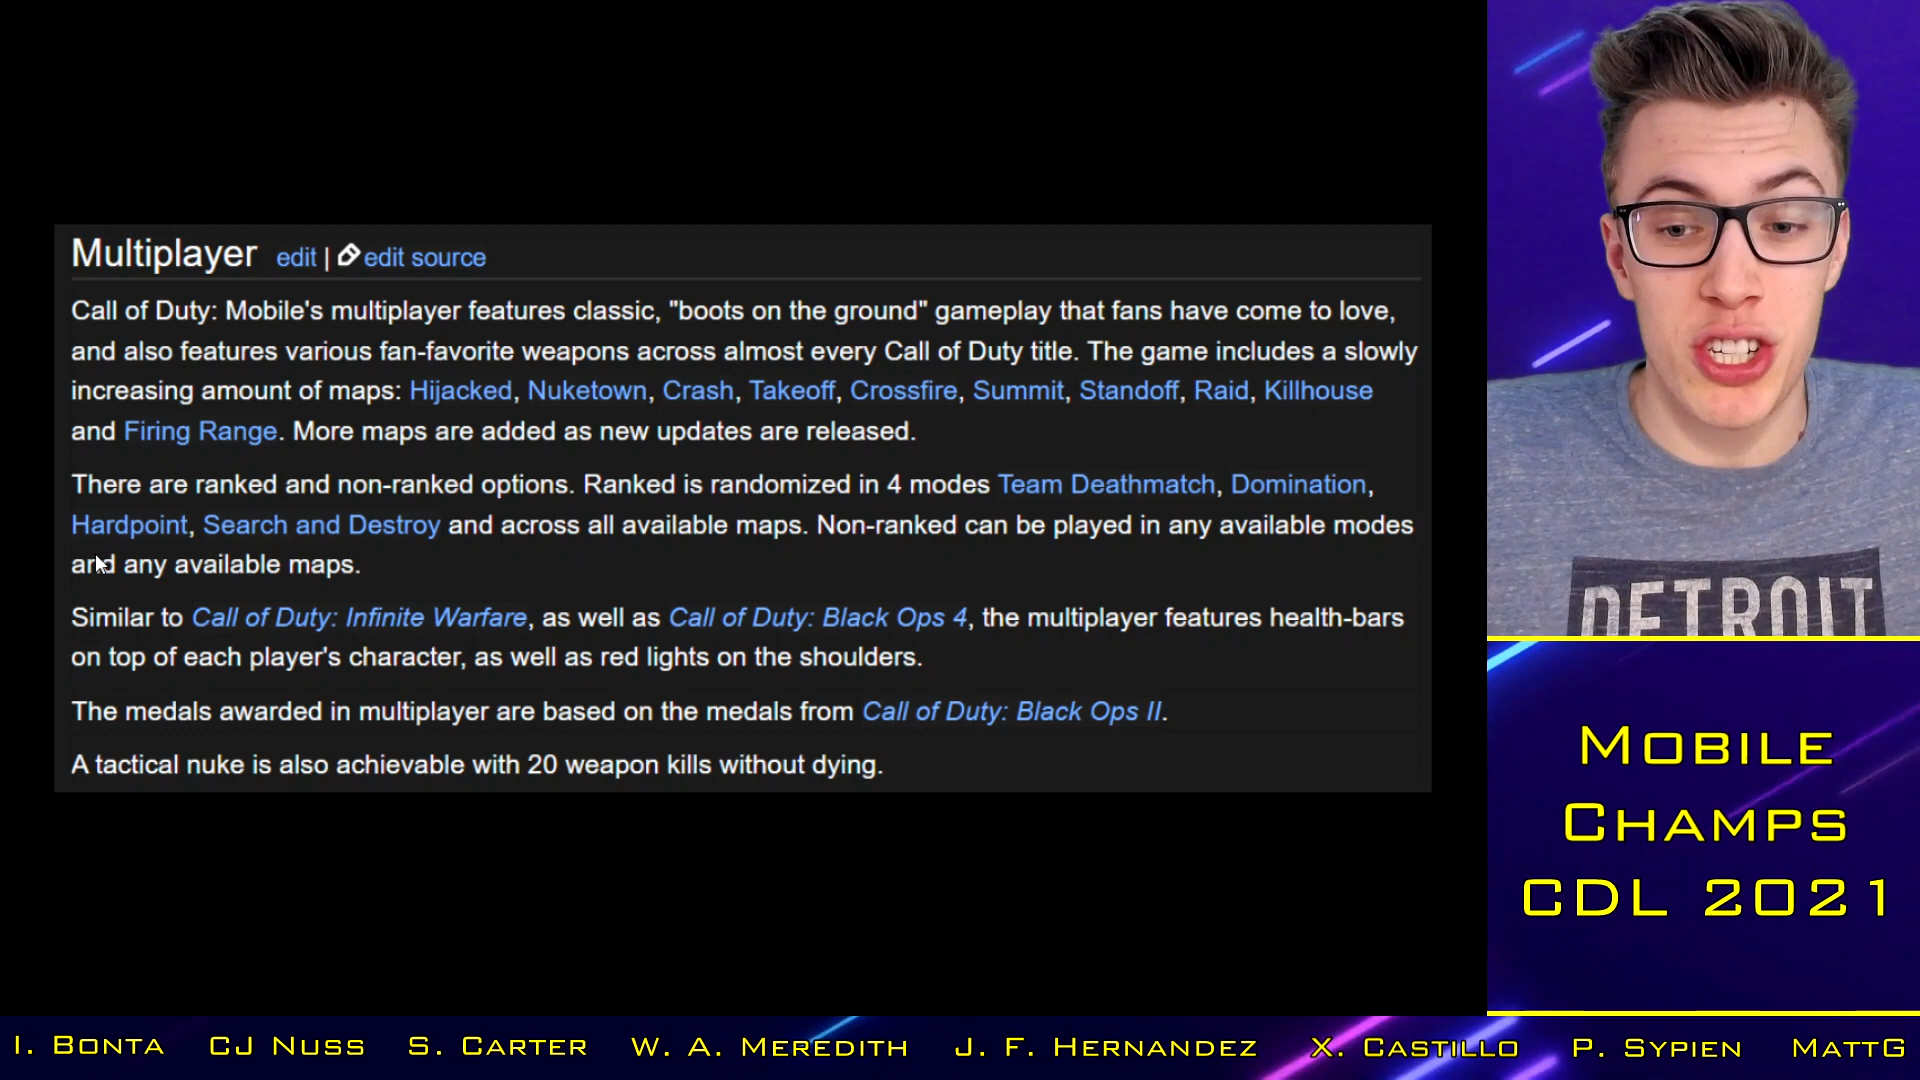 Multiplayer edit | edit source
Call of Duty: Mobile's multiplayer features classic, "boots on the ground" gameplay that fans have come to love,
and also features various fan-favorite weapons across almost every Call of Duty title. The game includes a slowly
increasing amount of maps: Hijacked, Nuketown, Crash, Takeoff, Crossfire, Summit, Standoff, Raid, Killhouse
and Firing Range. More maps are added as new updates are released.
There are ranked and non-ranked options. Ranked is randomized in 4 modes Team Deathmatch, Domination,
Hardpoint, Search and Destroy and across all available maps. Non-ranked can be played in any available modes
and any available maps.
Similar to Call of Duty: Infinite Warfare, as well as Call of Duty: Black Ops 4, the multiplayer features health-bars
on top of each player's character, as well as red lights on the shoulders.
The medals awarded in multiplayer are based on the medals from Call of Duty: Black Ops II.
A tactical nuke is also achievable with 20 weapon kills without dying.
DETROIT
Mobile
Champs
CDL 2021
I. Bonta CJ Nuss S. Carter W. A. Meredith J. F. Hernandez X. Castillo P. Sypien MattG